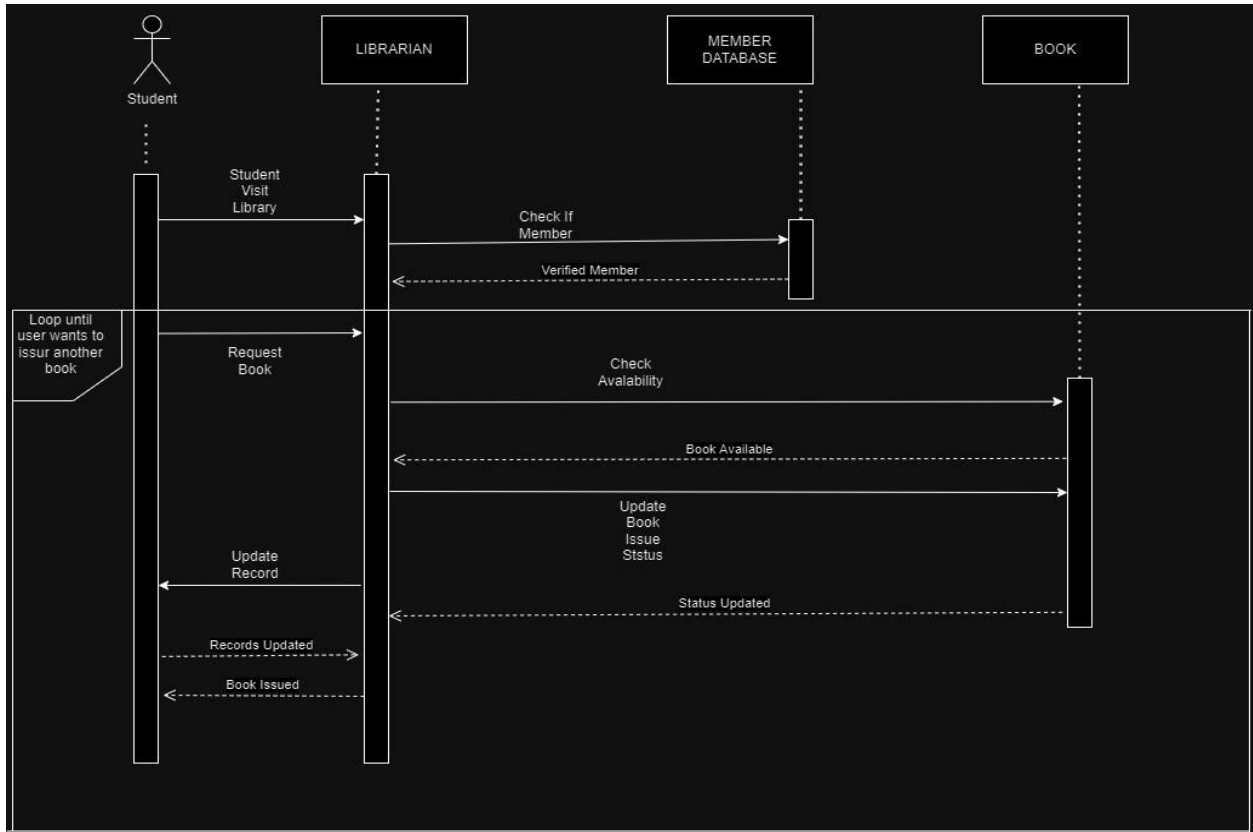 Student
LIBRARIAN
MEMBER
DATABASE
BOOK
Student
Visit
Library
Check If
Member
Verified Member
Loop until
user wants to
issur another
book
Request
Book
Check
Avalability
Book Available
Update
Book
Issue
Ststus
Update
Record
Status Updated
Records Updated
Book Issued